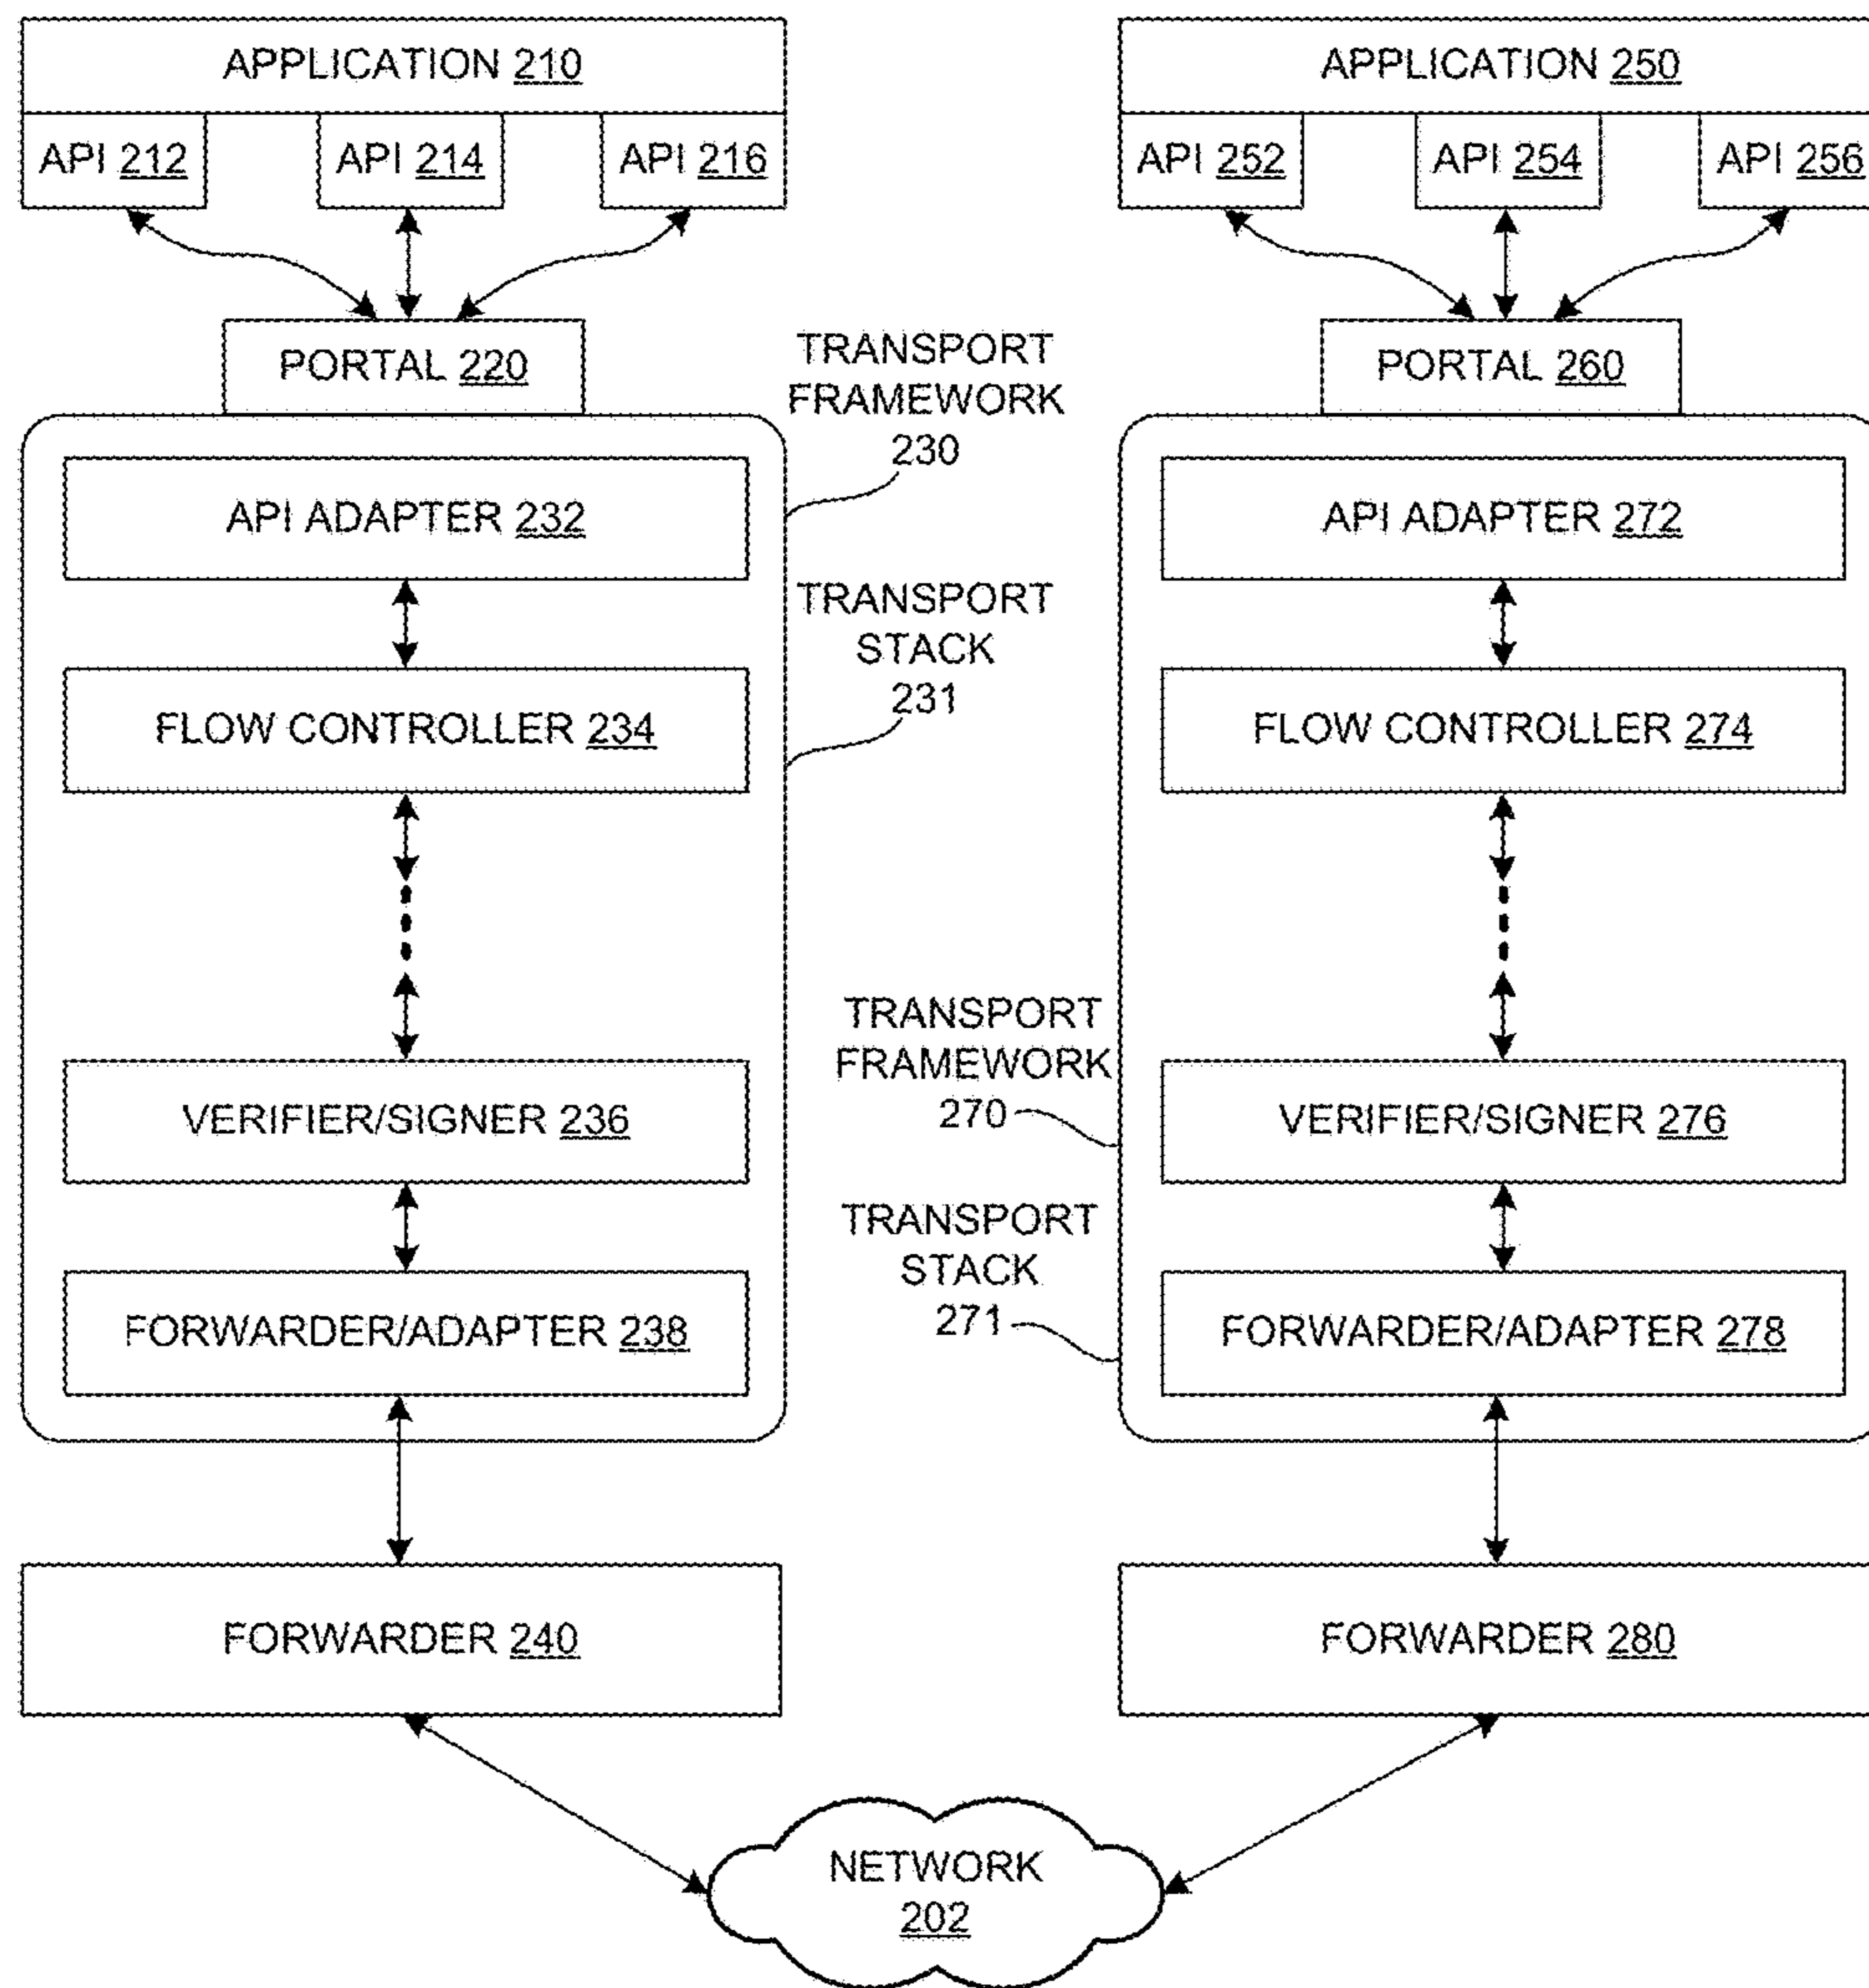 APPLICATION 210
API 212
API 214
API 216
PORTAL 220
TRANSPORT
FRAMEWORK
230
API ADAPTER 232
TRANSPORT
STACK
231
FLOW CONTROLLER 234
VERIFIER/SIGNER 236
FORWARDER/ADAPTER 238
FORWARDER 240
APPLICATION 250
API 252
API 254
API 256
PORTAL 260
API ADAPTER 272
FLOW CONTROLLER 274
TRANSPORT
FRAMEWORK
270
VERIFIER/SIGNER 276
TRANSPORT
STACK
271
FORWARDER/ADAPTER 278
FORWARDER 280
NETWORK
202